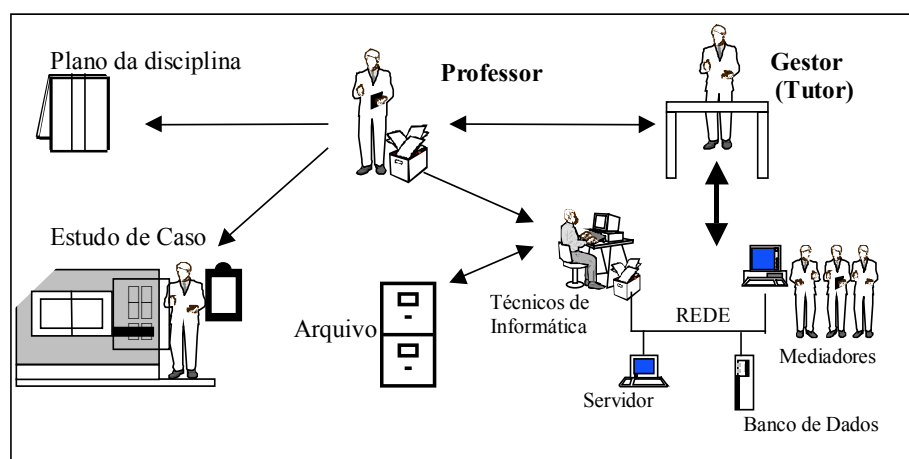 Plano da disciplina
Professor
Gestor
(Tutor)
Estudo de Caso
Arquivo
Técnicos de
Informática
REDE
Mediadores
Servidor
Banco de Dados